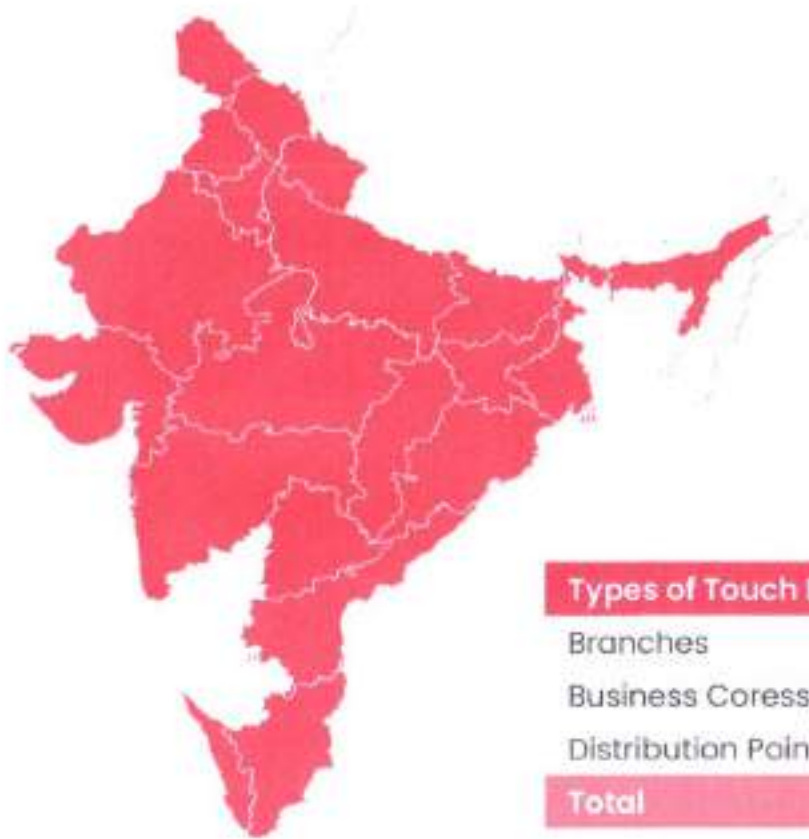 Types of Touch
Branches
Business Coress
Distribution Poin
Total